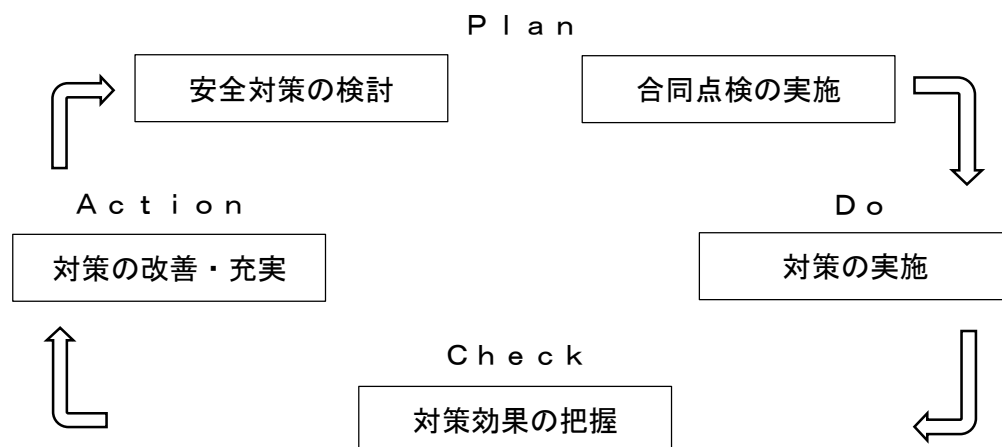 Ｐｌａｎ
安全対策の検討
合同点検の実施
Ａｃｔｉｏｎ
Ｄｏ
対策の改善・充実
対策の実施
Ｃｈｅｃｋ
対策効果の把握